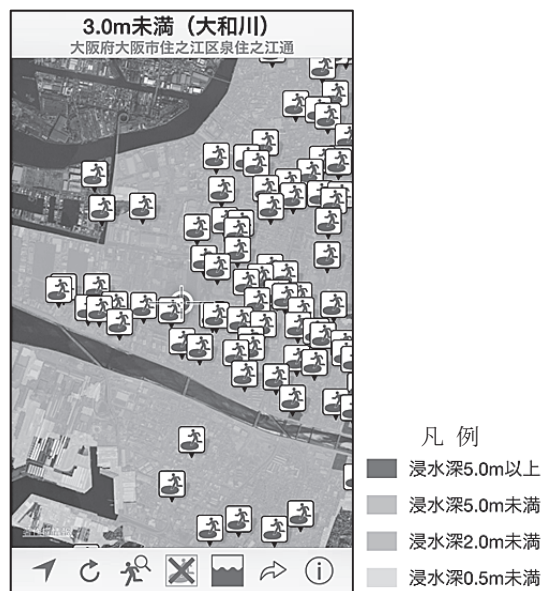 3.0m未満（大和川）
大阪府大阪市住之江区泉住之江通
凡 例
浸水深5.0m以上
浸水深5.0m未満
浸水深2.0m未満
浸水深0.5m未満